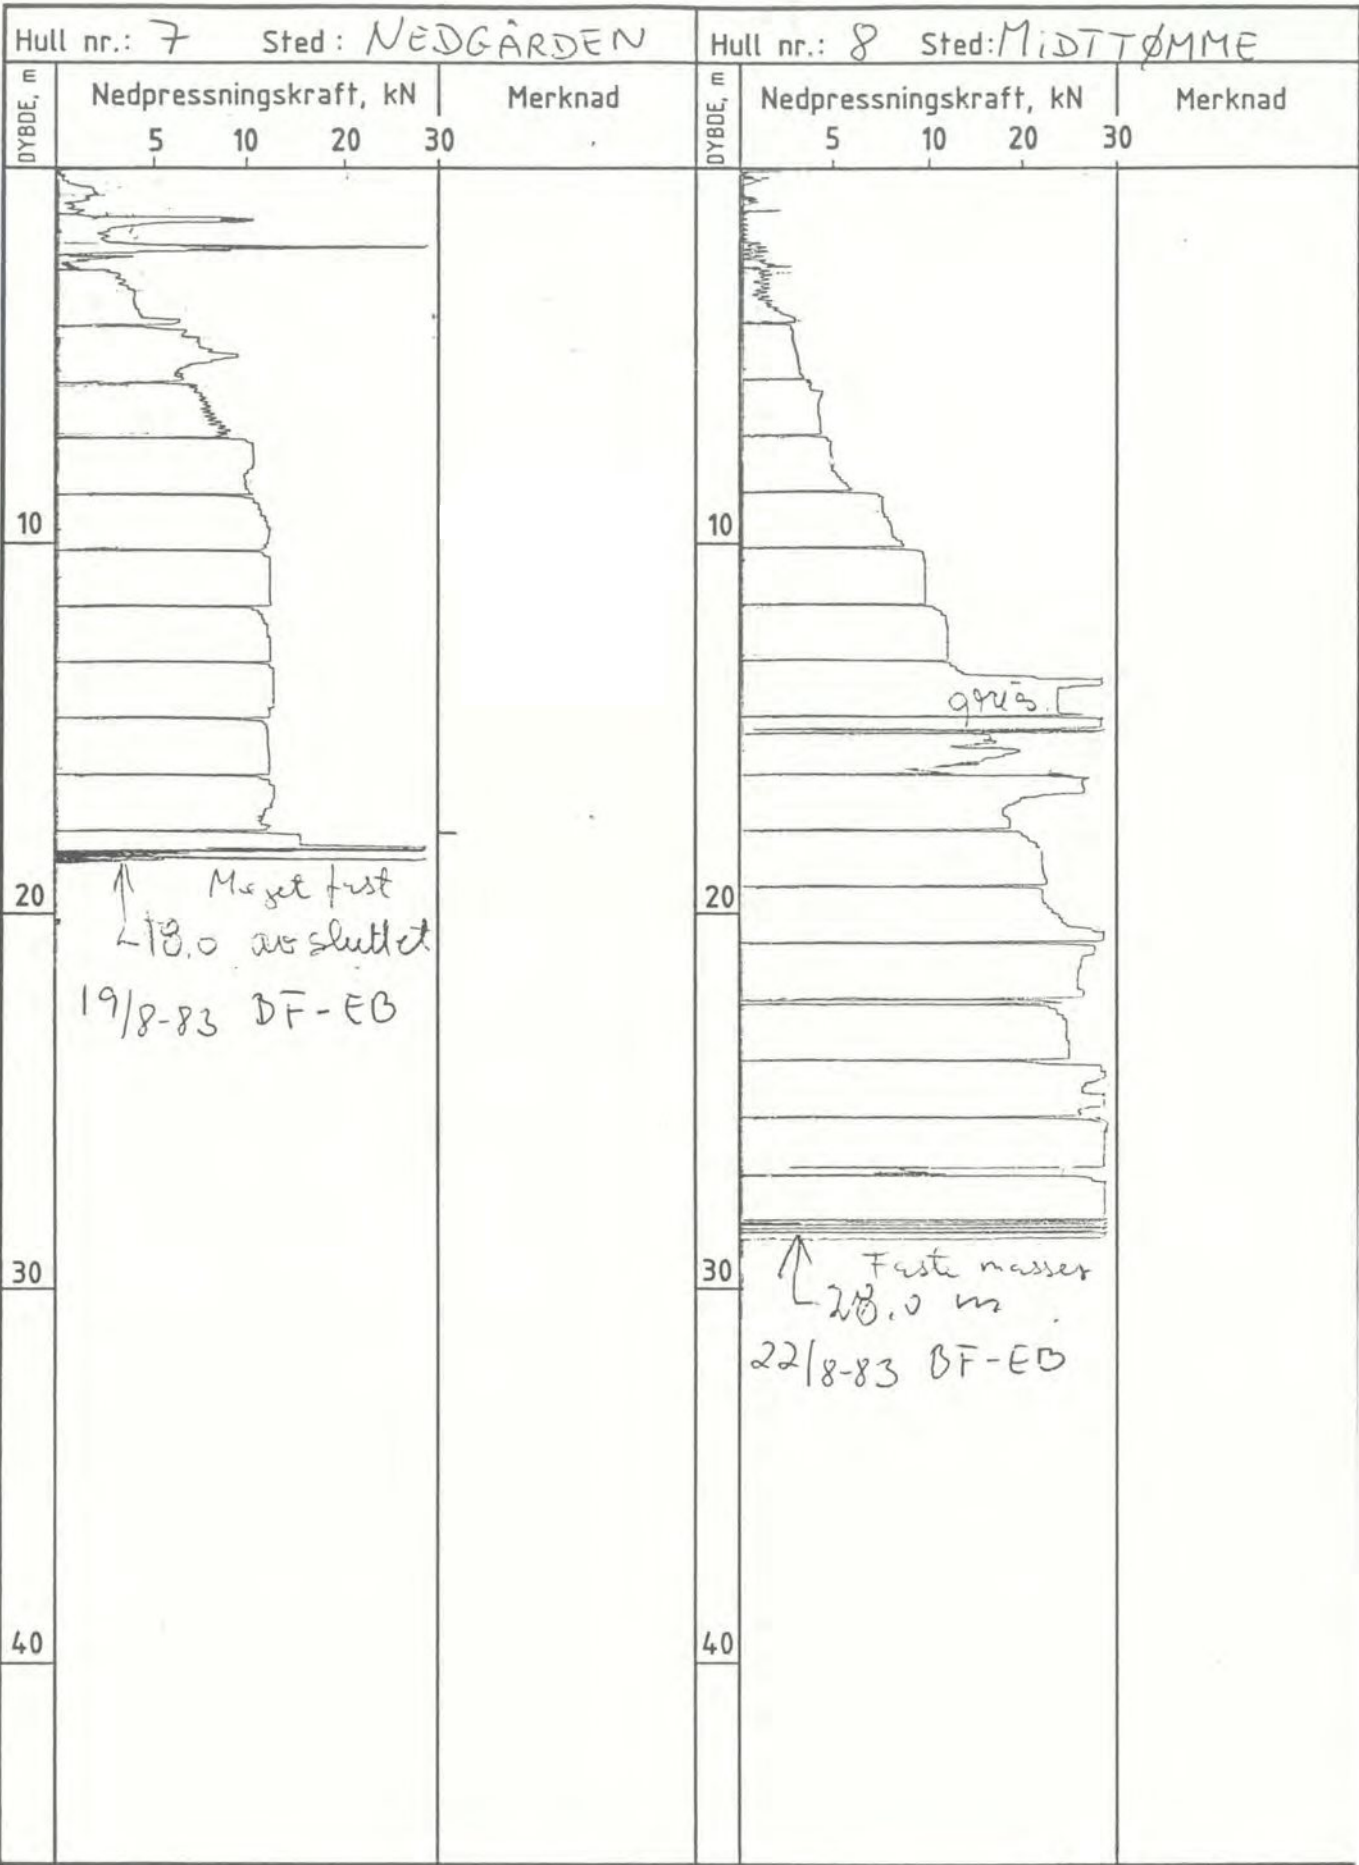 Hull nr.: 7 Sted: NEDGÅRDEN
DYBDE, m
Nedpressningskraft, kN
5 10 20 30
Merknad
10
20
30
40
Meget fast
18.0 avsluttet
19/8-83 BF-EB
Hull nr.: 8 Sted: MIDTTØMME
DYBDE, m
Nedpressningskraft, kN
5 10 20 30
Merknad
10
20
30
40
grus.
Faste masser
28.0 m
22/8-83 BF-EB